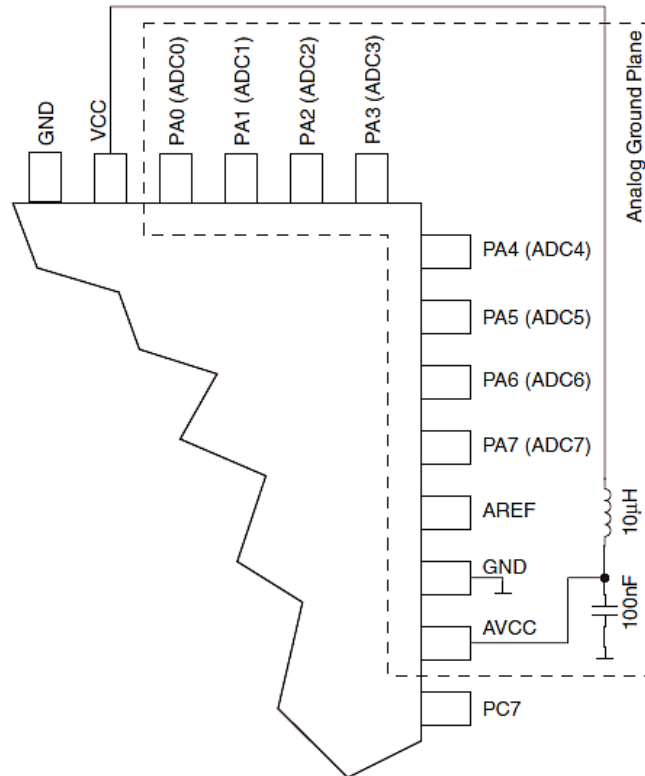 GND
VCC
PA0 (ADC0)
PA1 (ADC1)
PA2 (ADC2)
PA3 (ADC3)
Analog Ground Plane
PA4 (ADC4)
PA5 (ADC5)
PA6 (ADC6)
PA7 (ADC7)
AREF
10μH
GND
AVCC
100nF
PC7